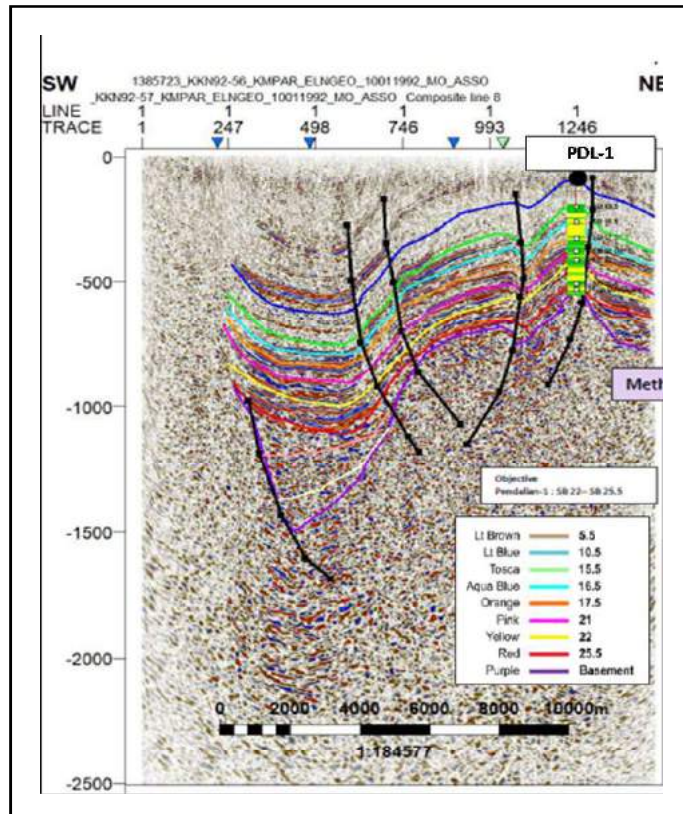 SW 1385723_KKN92-56_KMPAR_ELNGEO_10011992_MO_ASSO NE
_KKN92-57_KMPAR_ELNGEO_10011992_MO_ASSO Composite line 8
LINE 1 1 1 1 1 1
TRACE 1 247 498 746 993 1246
PDL-1
0
-500
-1000
-1500
-2000
-2500
Meth
Objective
Pendalian-1 : SB 22– SB 25.5
Lt Brown 5.5
Lt Blue 10.5
Tosca 15.5
Aqua Blue 16.5
Orange 17.5
Pink 21
Yellow 22
Red 25.5
Purple Basement
0 2000 4000 6000 8000 10000m
1:184577